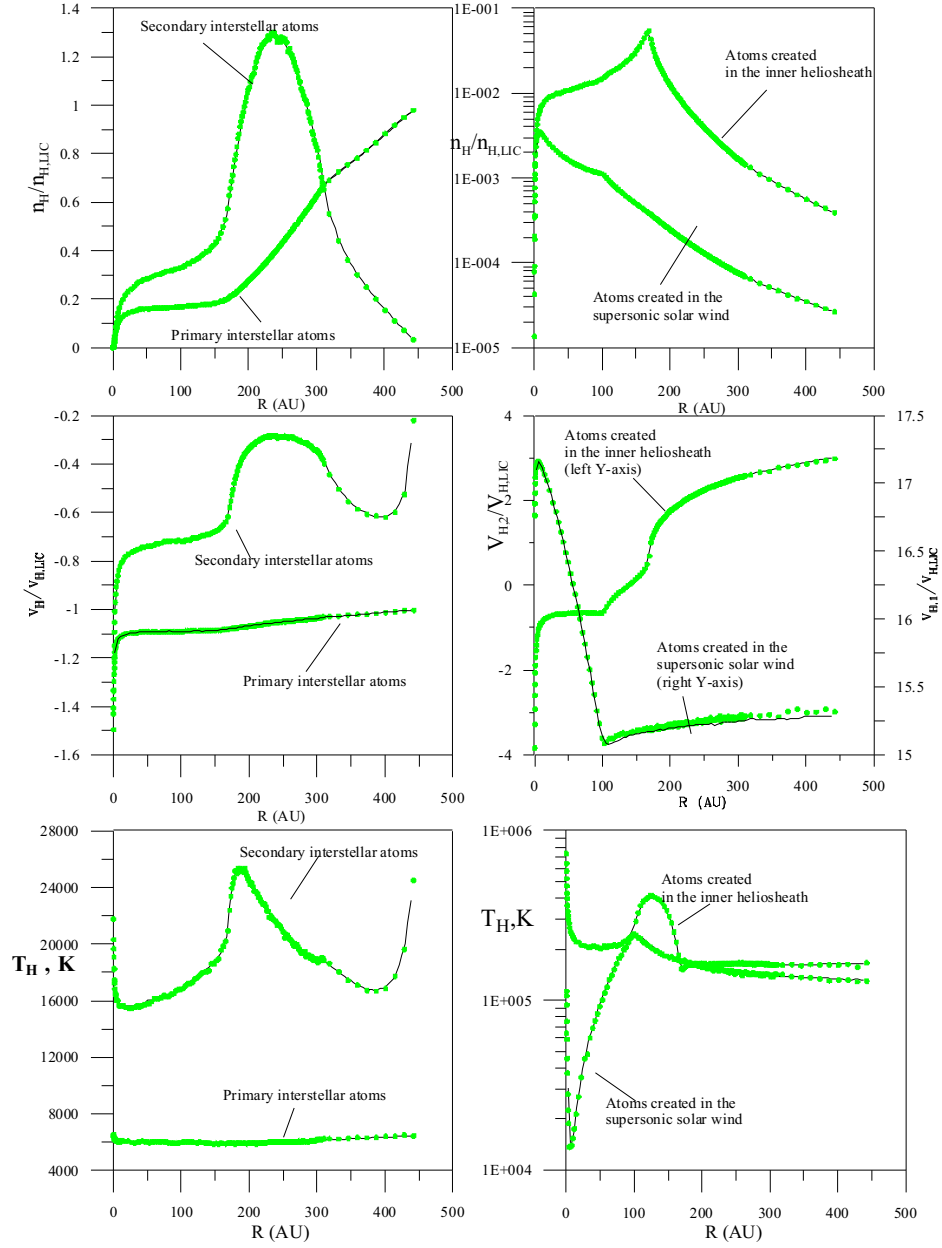 1.4
1.2
1
0.8
0.6
0.4
0.2
0
n_H/n_H,LIC
Secondary interstellar atoms
Primary interstellar atoms
0 100 200 300 400 500
R (AU)
1E-001
1E-002
1E-003
1E-004
1E-005
n_H/n_H,LIC
Atoms created
in the inner heliosheath
Atoms created in the
supersonic solar wind
0 100 200 300 400 500
R (AU)
-0.2
-0.4
-0.6
-0.8
-1
-1.2
-1.4
-1.6
v_H/v_H,LIC
Secondary interstellar atoms
Primary interstellar atoms
0 100 200 300 400 500
R (AU)
4
2
0
-2
-4
V_H,2/V_H,LIC
Atoms created
in the inner heliosheath
(left Y-axis)
Atoms created in the
supersonic solar wind
(right Y-axis)
17.5
17
16.5
16
15.5
15
v_H,1/v_H,LIC
0 100 200 300 400 500
R (AU)
28000
24000
20000
16000
12000
8000
4000
T_H , K
Secondary interstellar atoms
Primary interstellar atoms
0 100 200 300 400 500
R (AU)
1E+006
1E+005
1E+004
T_H,K
Atoms created
in the inner heliosheath
Atoms created in the
supersonic solar wind
0 100 200 300 400 500
R (AU)